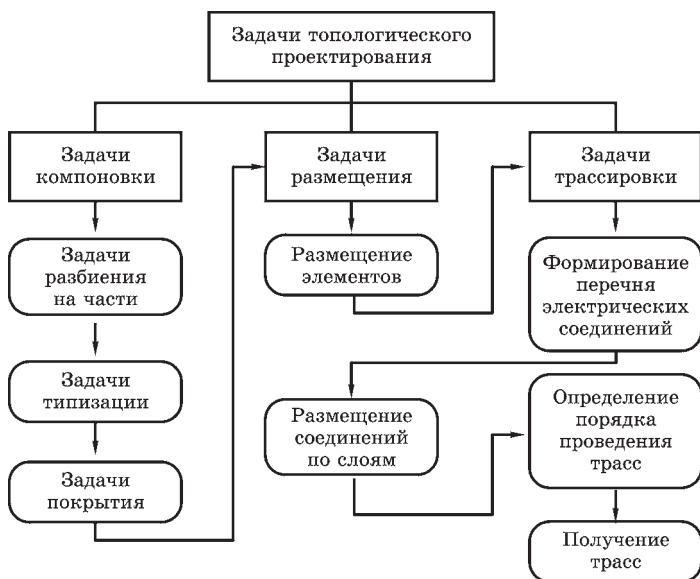 Задачи топологического
проектирования
Задачи
компоновки
Задачи
размещения
Задачи
трассировки
Задачи
разбиения
на части
Размещение
элементов
Формирование
перечня
электрических
соединений
Задачи
типизации
Размещение
соединений
по слоям
Определение
порядка
проведения
трасс
Задачи
покрытия
Получение
трасс